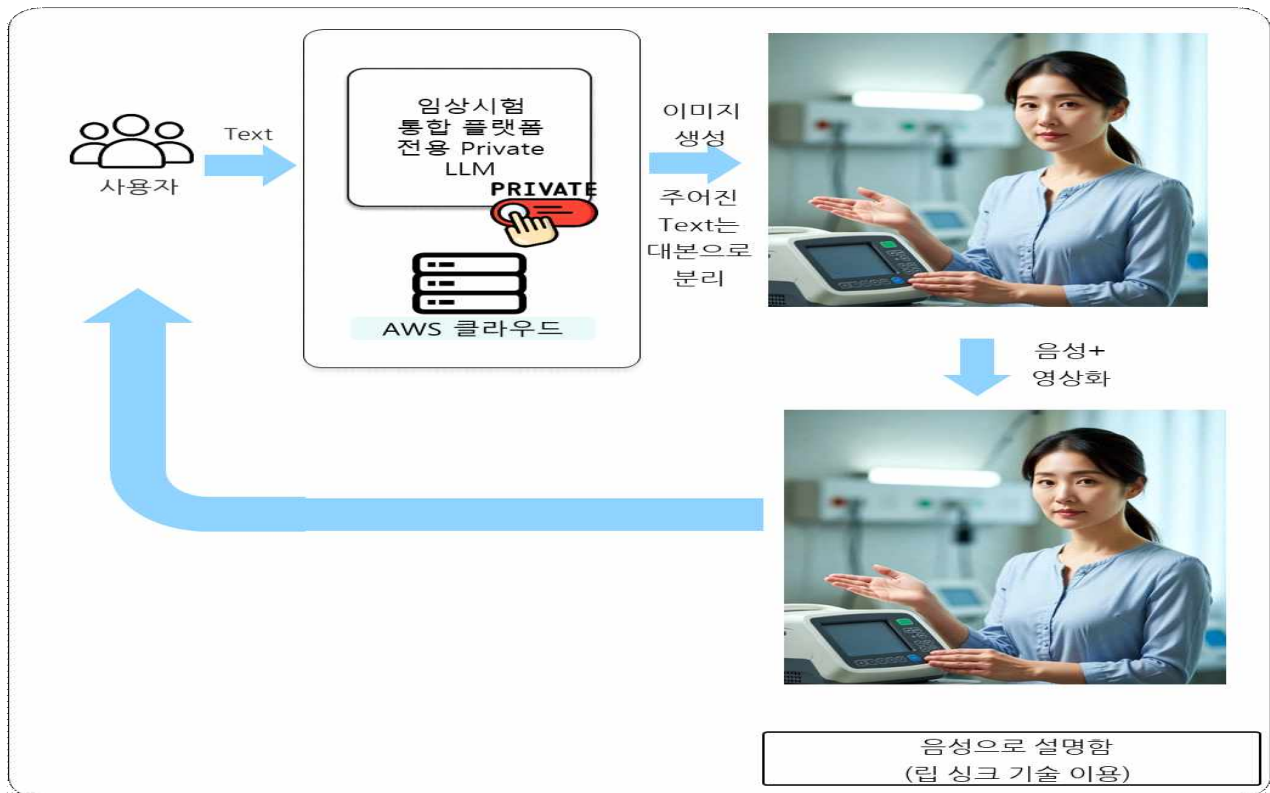 사용자
Text
임상시험
통합 플랫폼
전용 Private
LLM
PRIVATE
AWS 클라우드
이미지
생성
주어진
Text는
대본으로
분리
음성+
영상화
음성으로 설명함
(립 싱크 기술 이용)